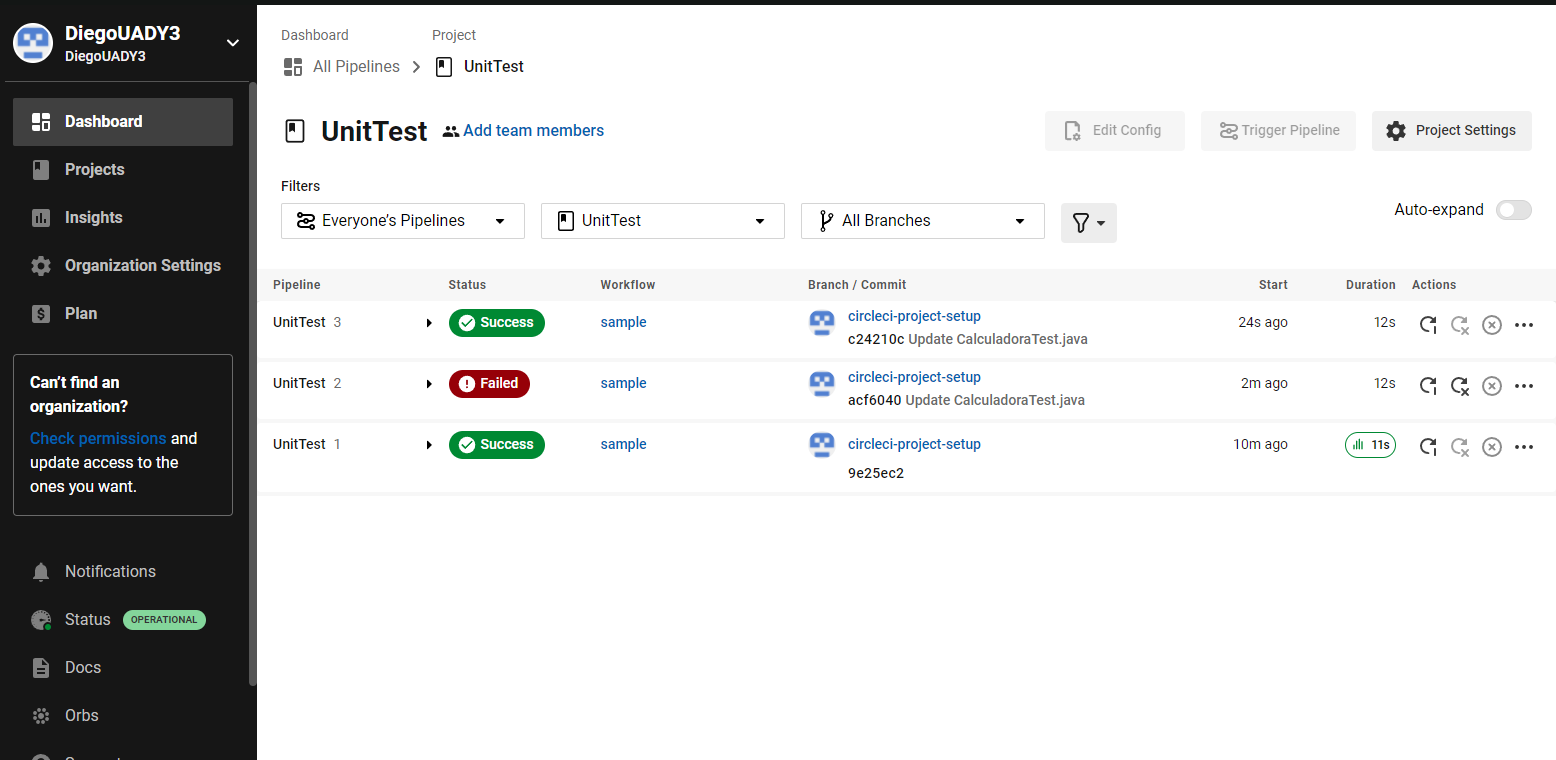 DiegoUADY3
DiegoUADY3
Dashboard
Projects
Insights
Organization Settings
Plan
Can't find an
organization?
Check permissions and
update access to the
ones you want.
Notifications
Status OPERATIONAL
Docs
Orbs
Dashboard Project
All Pipelines UnitTest
UnitTest Add team members Edit Config Trigger Pipeline Project Settings
Filters
Everyone's Pipelines UnitTest All Branches Auto-expand
Pipeline Status Workflow Branch / Commit Start Duration Actions
UnitTest 3 Success sample circleci-project-setup 24s ago 12s
c24210c Update CalculadoraTest.java
UnitTest 2 Failed sample circleci-project-setup 2m ago 12s
acf6040 Update CalculadoraTest.java
UnitTest 1 Success sample circleci-project-setup 10m ago 11s
9e25ec2